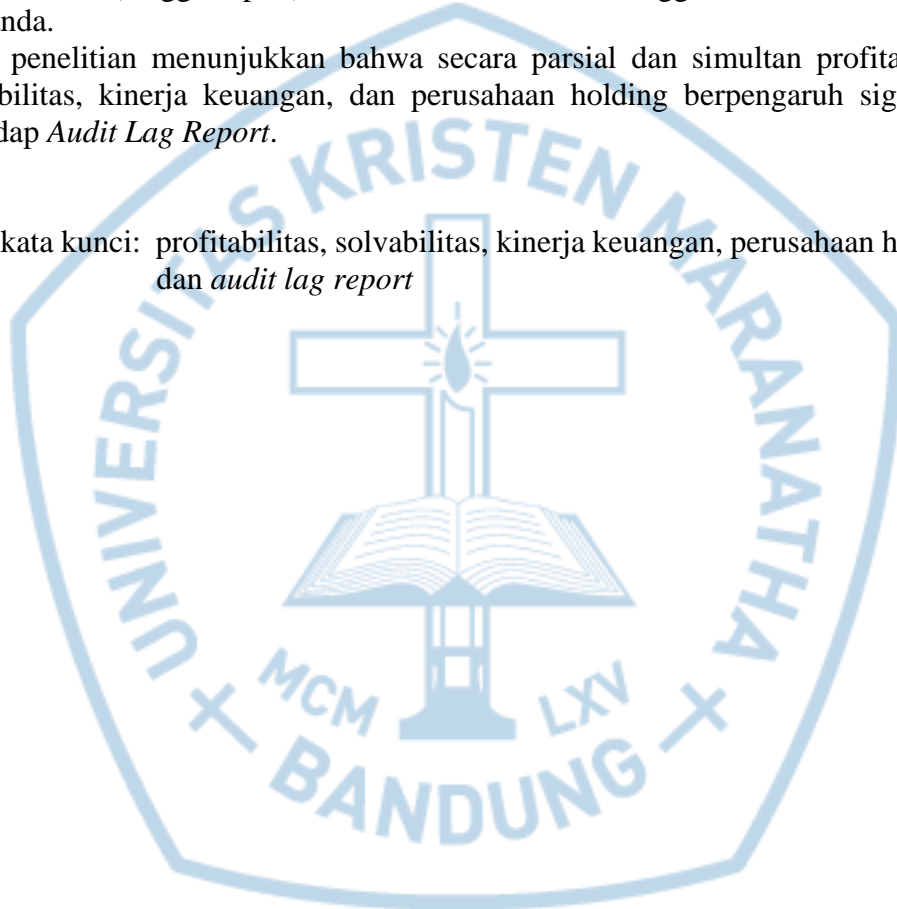 anda.
penelitian menunjukkan bahwa secara parsial dan simultan profita
bilitas, kinerja keuangan, dan perusahaan holding berpengaruh sig
dap Audit Lag Report.
kata kunci: profitabilitas, solvabilitas, kinerja keuangan, perusahaan h
dan audit lag report
UNIVERSITAS KRISTEN MARANATHA
MCM LXV
BANDUNG